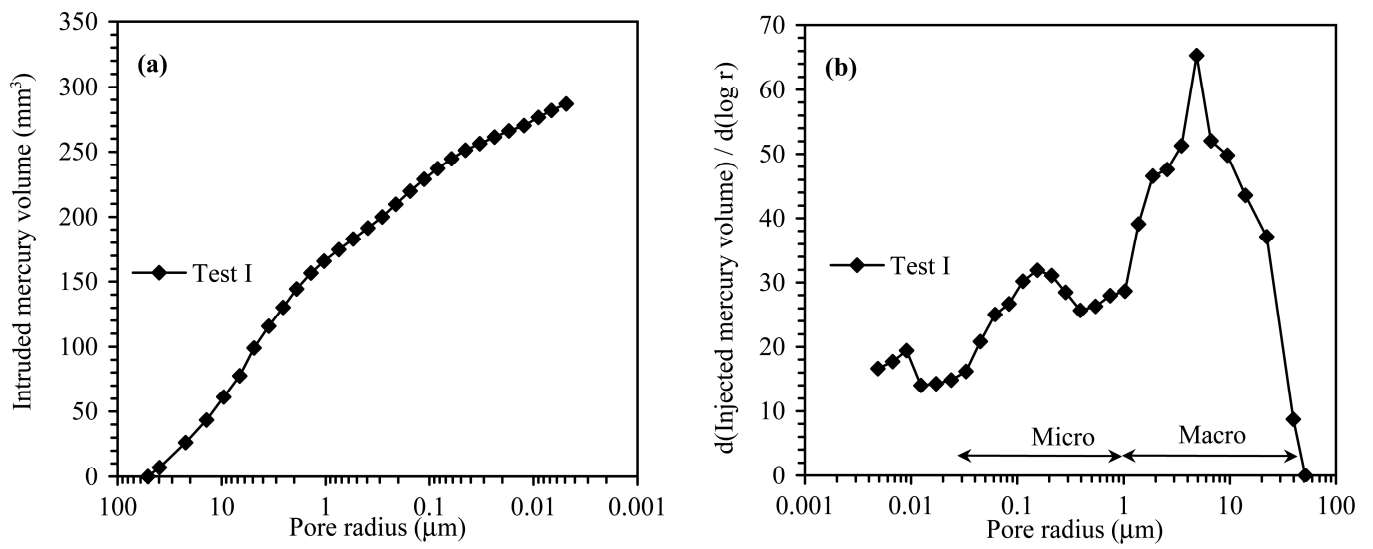 Intruded mercury volume (mm³)
350
300
250
200
150
100
50
0
(a)
Test I
100 10 1 0.1 0.01 0.001
Pore radius (μm)
d(Injected mercury volume) / d(log r)
70
60
50
40
30
20
10
0
(b)
Test I
Micro Macro
0.001 0.01 0.1 1 10 100
Pore radius (μm)